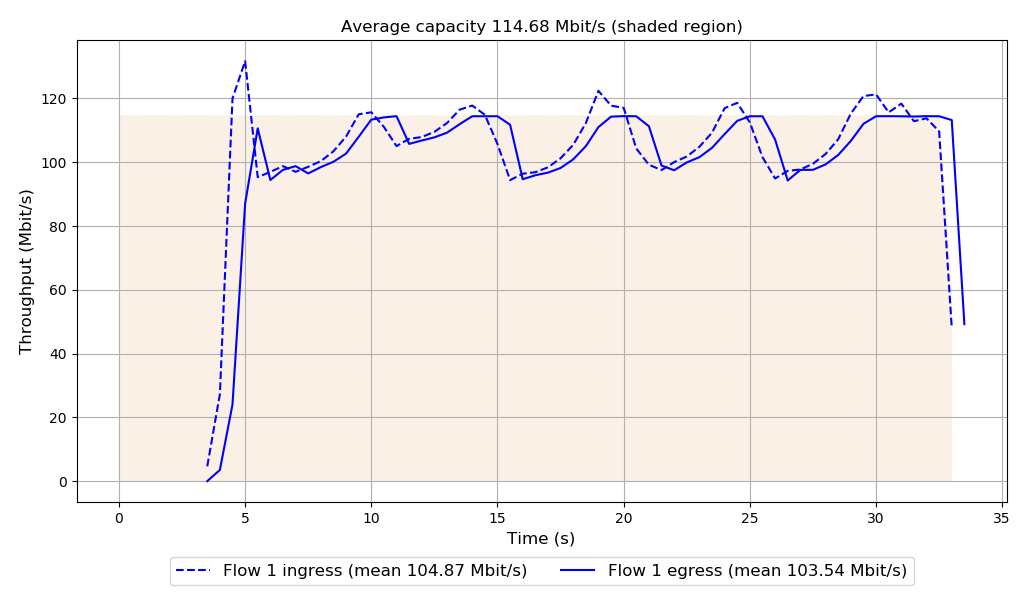 Average capacity 114.68 Mbit/s (shaded region)
Throughput (Mbit/s)
120
100
80
60
40
20
0
0 5 10 15 20 25 30 35
Time (s)
Flow 1 ingress (mean 104.87 Mbit/s) Flow 1 egress (mean 103.54 Mbit/s)